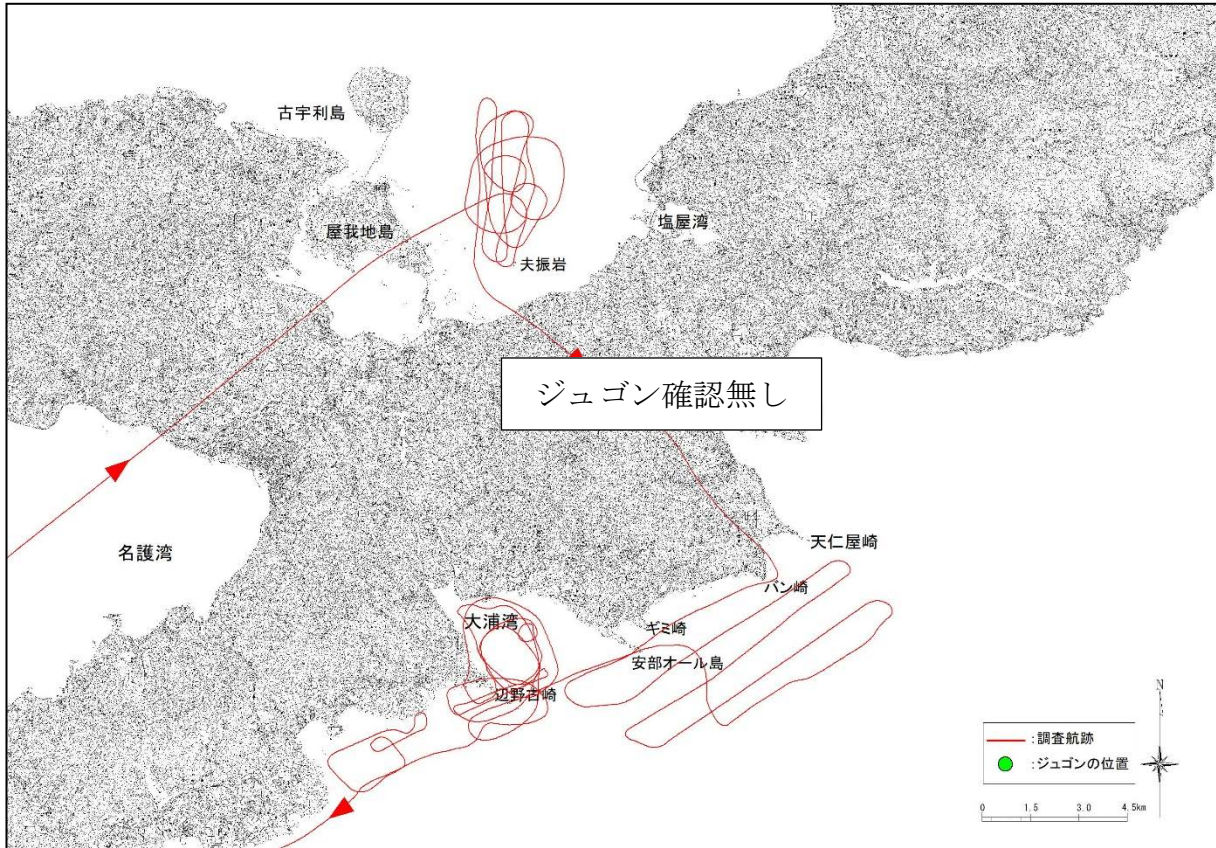 古宇利島
屋我地島
塩屋湾
夫振岩
ジュゴン確認無し
名護湾
天仁屋崎
バン崎
大浦湾
ギミ崎
安部オール島
辺野古崎
N
:調査航跡
:ジュゴンの位置
0 1.5 3.0 4.5km